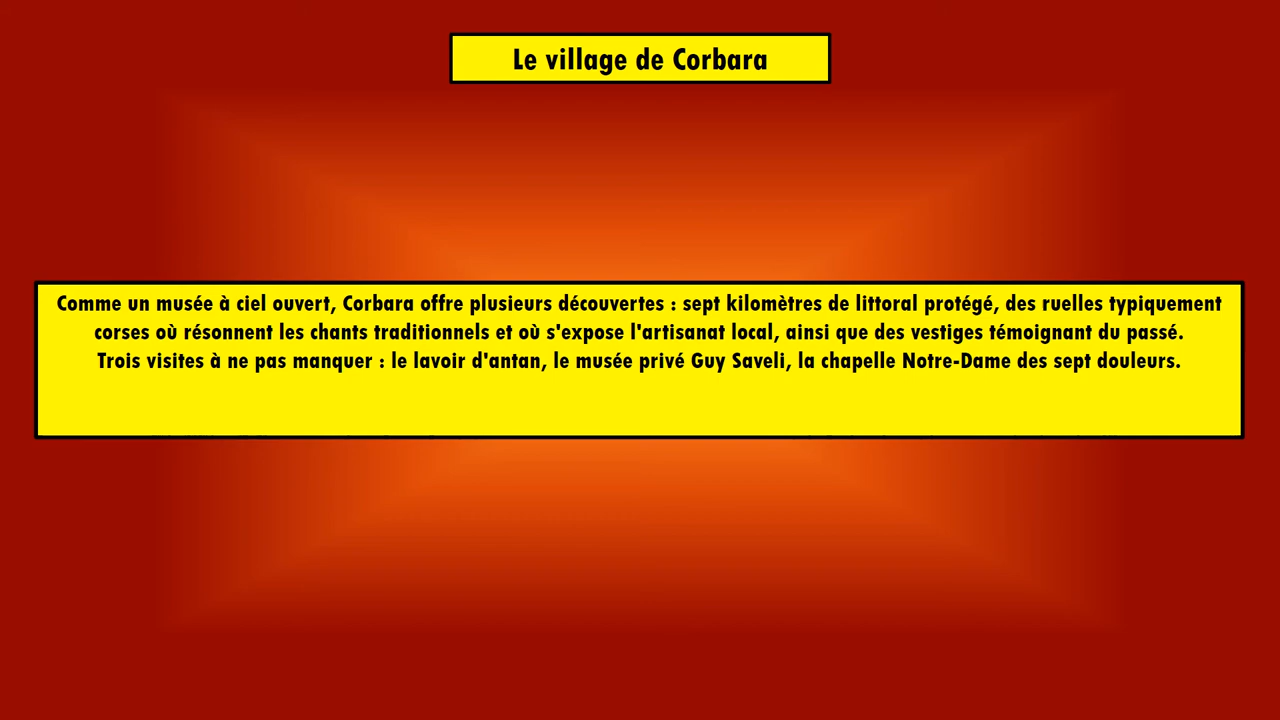 Le village de Corbara
Comme un musée à ciel ouvert, Corbara offre plusieurs découvertes : sept kilomètres de littoral protégé, des ruelles typiquement
corses où résonnent les chants traditionnels et où s'expose l'artisanat local, ainsi que des vestiges témoignant du passé.
Trois visites à ne pas manquer : le lavoir d'antan, le musée privé Guy Saveli, la chapelle Notre-Dame des sept douleurs.